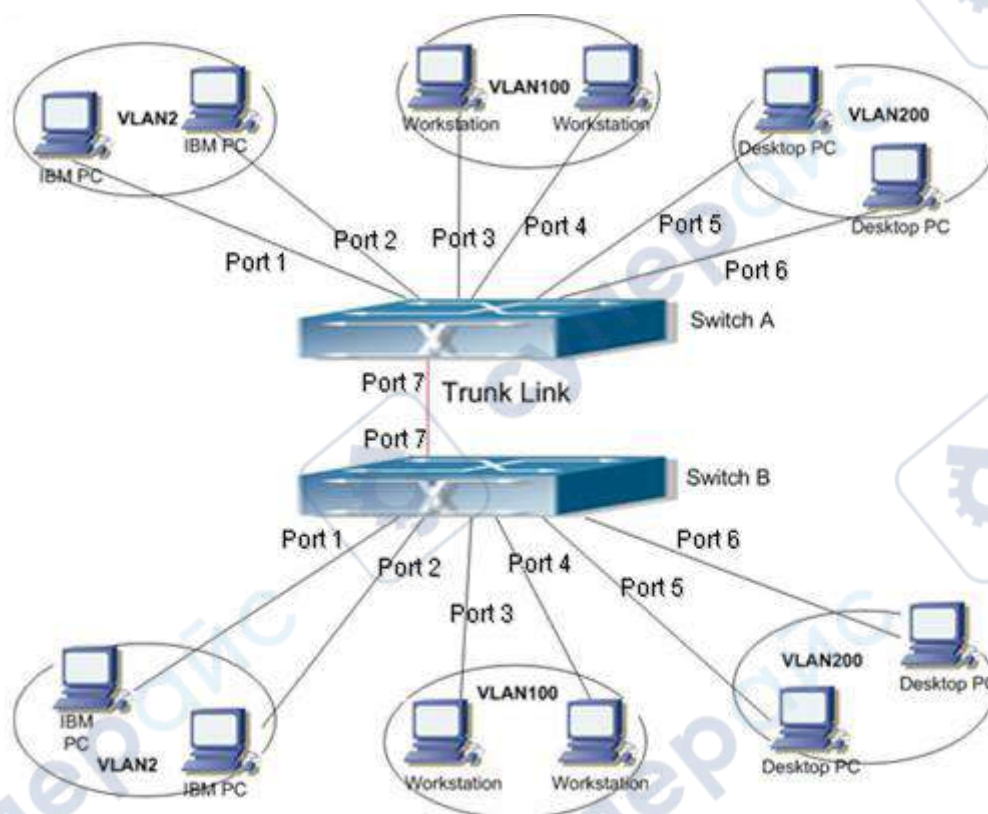 VLAN2
IBM PC
IBM PC
VLAN100
Workstation
Workstation
VLAN200
Desktop PC
Desktop PC
Port 1
Port 2
Port 3
Port 4
Port 5
Port 6
Switch A
Port 7
Trunk Link
Port 7
Switch B
Port 1
Port 2
Port 3
Port 4
Port 5
Port 6
IBM
PC
VLAN2
IBM PC
VLAN100
Workstation
Workstation
VLAN200
Desktop PC
Desktop PC